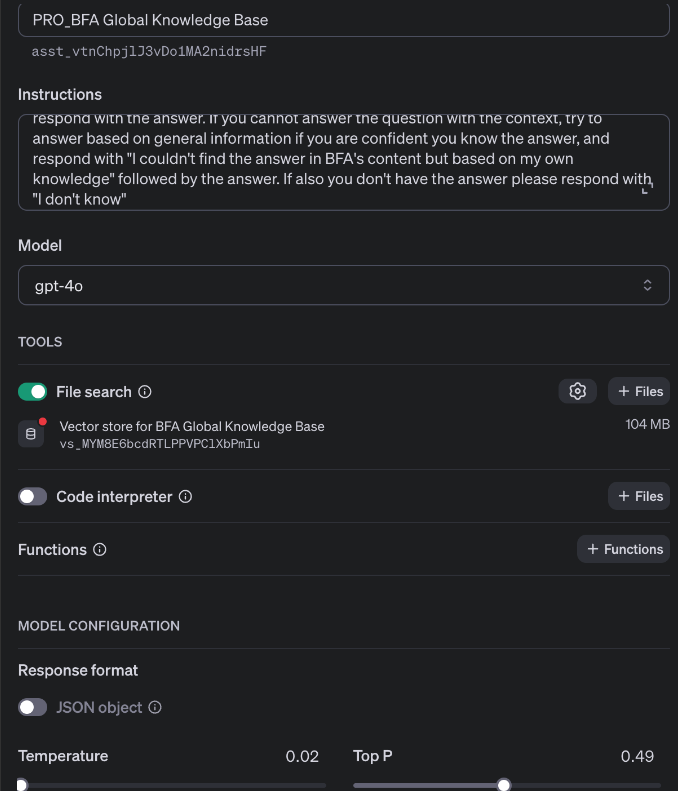 PRO_BFA Global Knowledge Base
asst_vtnChpjlJ3vDo1MA2nidrsHF
Instructions
respond with the answer. If you cannot answer the question with the context, try to
answer based on general information if you are confident you know the answer, and
respond with "I couldn't find the answer in BFA's content but based on my own
knowledge" followed by the answer. If also you don't have the answer please respond with
"I don't know"
Model
gpt-4o
TOOLS
File search
+ Files
Vector store for BFA Global Knowledge Base
104 MB
vs_MYM8E6bcdRTLPPVPClXbPmIu
Code interpreter
+ Files
Functions
+ Functions
MODEL CONFIGURATION
Response format
JSON object
Temperature 0.02
Top P 0.49